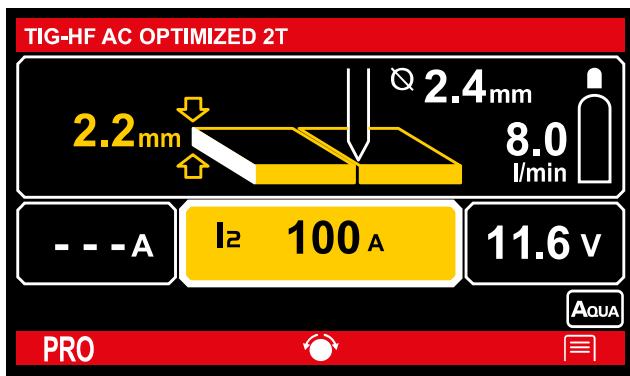 TIG-HF AC OPTIMIZED 2T
Ø 2.4mm
2.2mm
8.0
l/min
- - -A
I2 100 A
11.6 V
AQUA
PRO